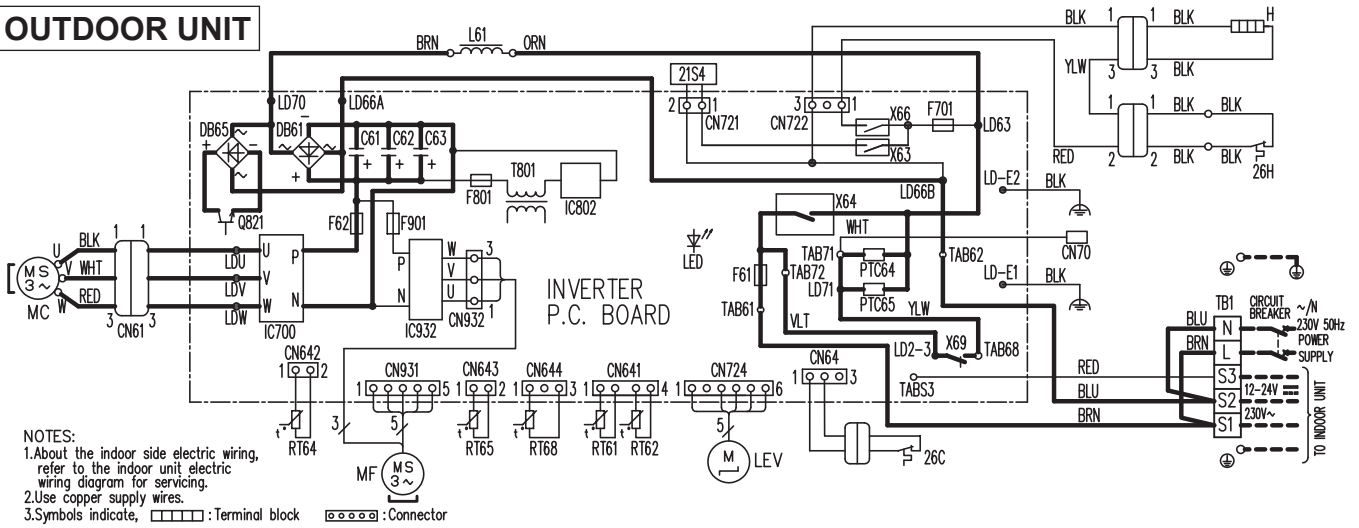 OUTDOOR UNIT
BRN L61 ORN
BLK 1 1 BLK H
YLW 3 3 BLK
21S4
2 1
CN721
3 1
CN722
X66
F701
X63
LD63
LD70
LD66A
DB65
DB61
C61 C62 C63
+ - ~ ~
~ ~ - +
+ + +
T801
F801
IC802
Q821
F62
F901
1 1 BLK BLK
RED 2 2 BLK BLK
26H
LD66B
LD-E2 BLK
X64
WHT
CN70
TAB71
PTC64
TAB62
LD71
PTC65
LD-E1 BLK
LED
F61
TAB72
TAB61
VLT
YLW
LD2-3 X69 TAB68
U BLK 1 1 LDU U P
V WHT LDV V
W RED 3 3 LDW W N
MS
3~
MC
CN61
IC700
P W 3
V
N U 1
IC932
CN932
INVERTER
P.C. BOARD
TB1
CIRCUIT
BREAKER
~/N
230V 50Hz
POWER
SUPPLY
BLU N
BRN L
RED S3
12-24V
BLU S2
230V~
BRN S1
TO INDOOR UNIT
TABS3
CN642
1 2
CN931
1 5
CN643
1 2
CN644
1 3
CN641
1 4
CN724
1 6
CN64
1 3
t°
RT64
3
5
MF
MS
3~
t°
RT65
t°
RT68
t° t°
RT61 RT62
5
M
LEV
26C
NOTES:
1.About the indoor side electric wiring,
refer to the indoor unit electric
wiring diagram for servicing.
2.Use copper supply wires.
3.Symbols indicate, : Terminal block : Connector